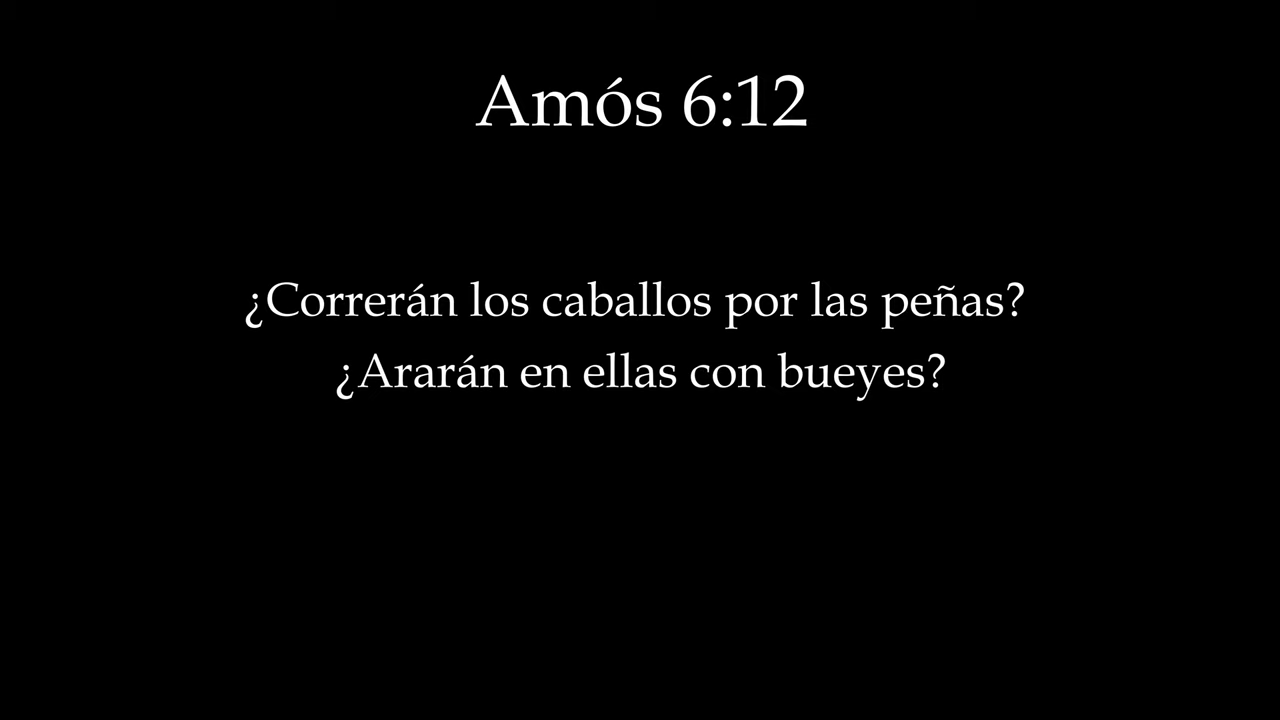 Amós 6:12
¿Correrán los caballos por las peñas?
¿Ararán en ellas con bueyes?